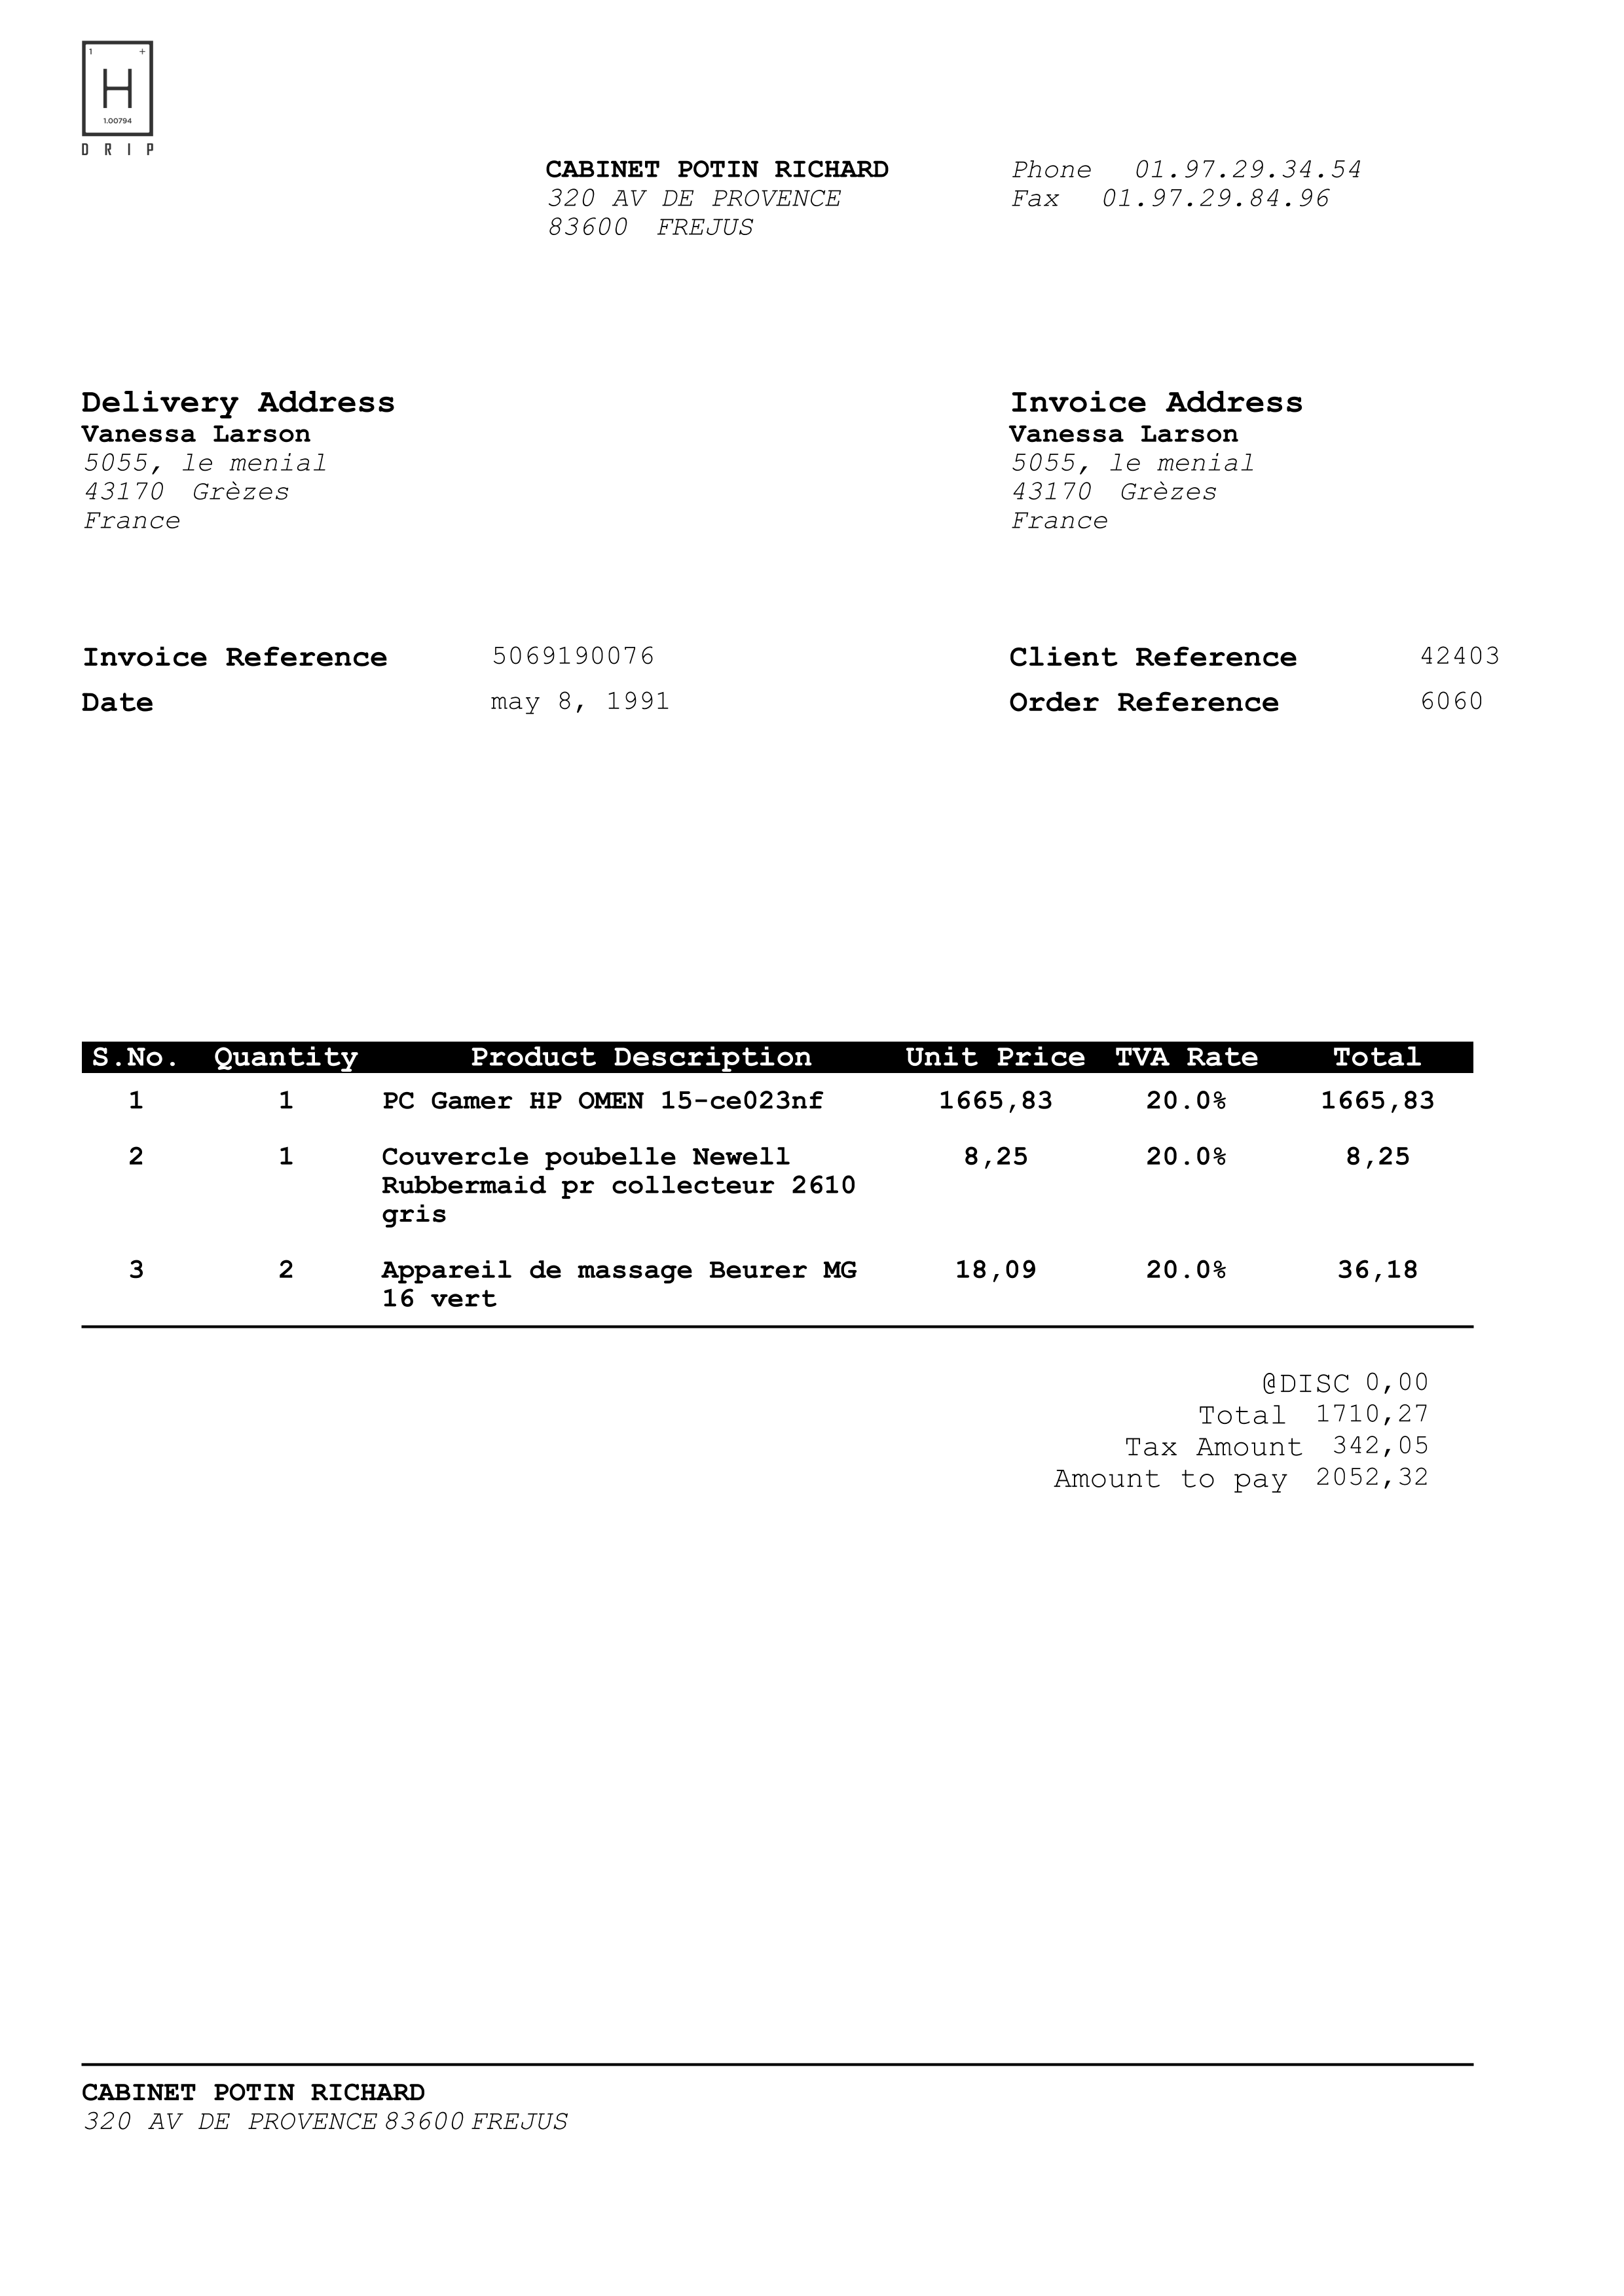 1 +
H
1.00794
DRIP
CABINET POTIN RICHARD
320 AV DE PROVENCE
83600 FREJUS
Phone 01.97.29.34.54
Fax 01.97.29.84.96
Delivery Address
Vanessa Larson
5055, le menial
43170 Grèzes
France
Invoice Address
Vanessa Larson
5055, le menial
43170 Grèzes
France
Invoice Reference 5069190076
Date may 8, 1991
Client Reference 42403
Order Reference 6060
S.No. Quantity Product Description Unit Price TVA Rate Total
1 1 PC Gamer HP OMEN 15-ce023nf 1665,83 20.0% 1665,83
2 1 Couvercle poubelle Newell 8,25 20.0% 8,25
Rubbermaid pr collecteur 2610
gris
3 2 Appareil de massage Beurer MG 18,09 20.0% 36,18
16 vert
@DISC 0,00
Total 1710,27
Tax Amount 342,05
Amount to pay 2052,32
CABINET POTIN RICHARD
320 AV DE PROVENCE 83600 FREJUS